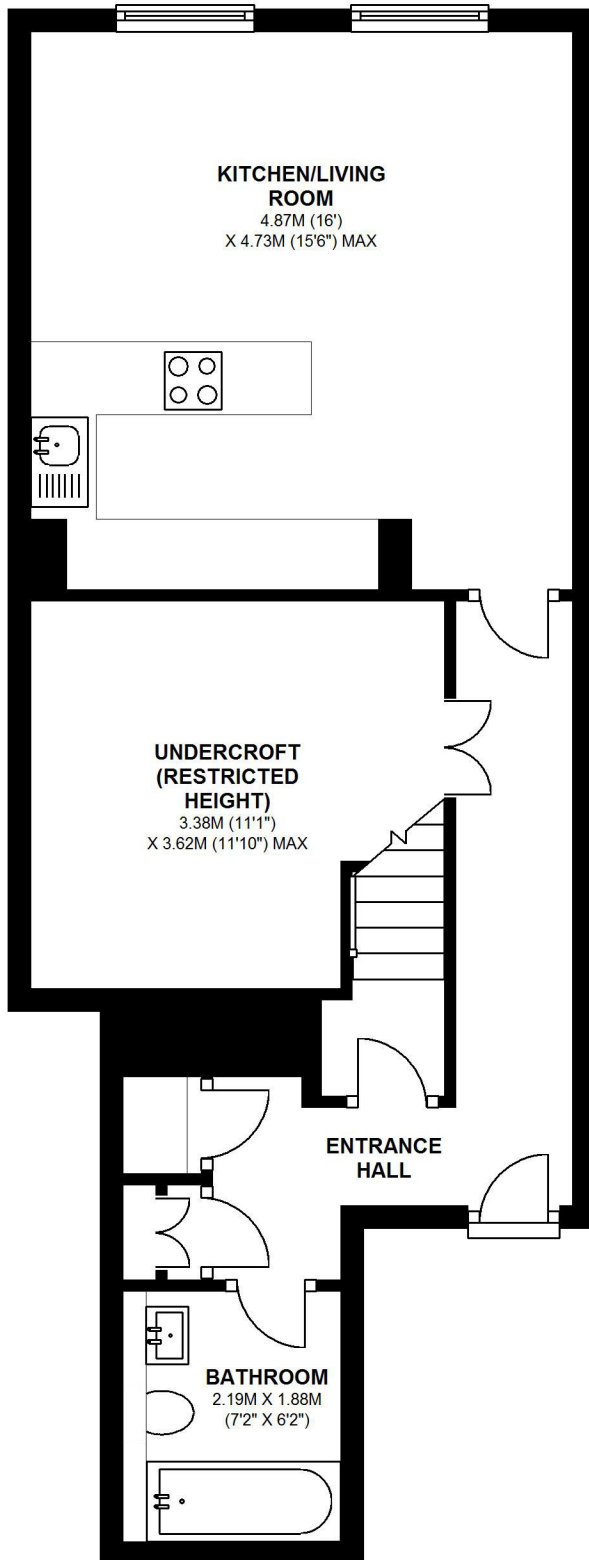 KITCHEN/LIVING
ROOM
4.87M (16')
X 4.73M (15'6") MAX
UNDERCROFT
(RESTRICTED
HEIGHT)
3.38M (11'1")
X 3.62M (11'10") MAX
ENTRANCE
HALL
BATHROOM
2.19M X 1.88M
(7'2" X 6'2")